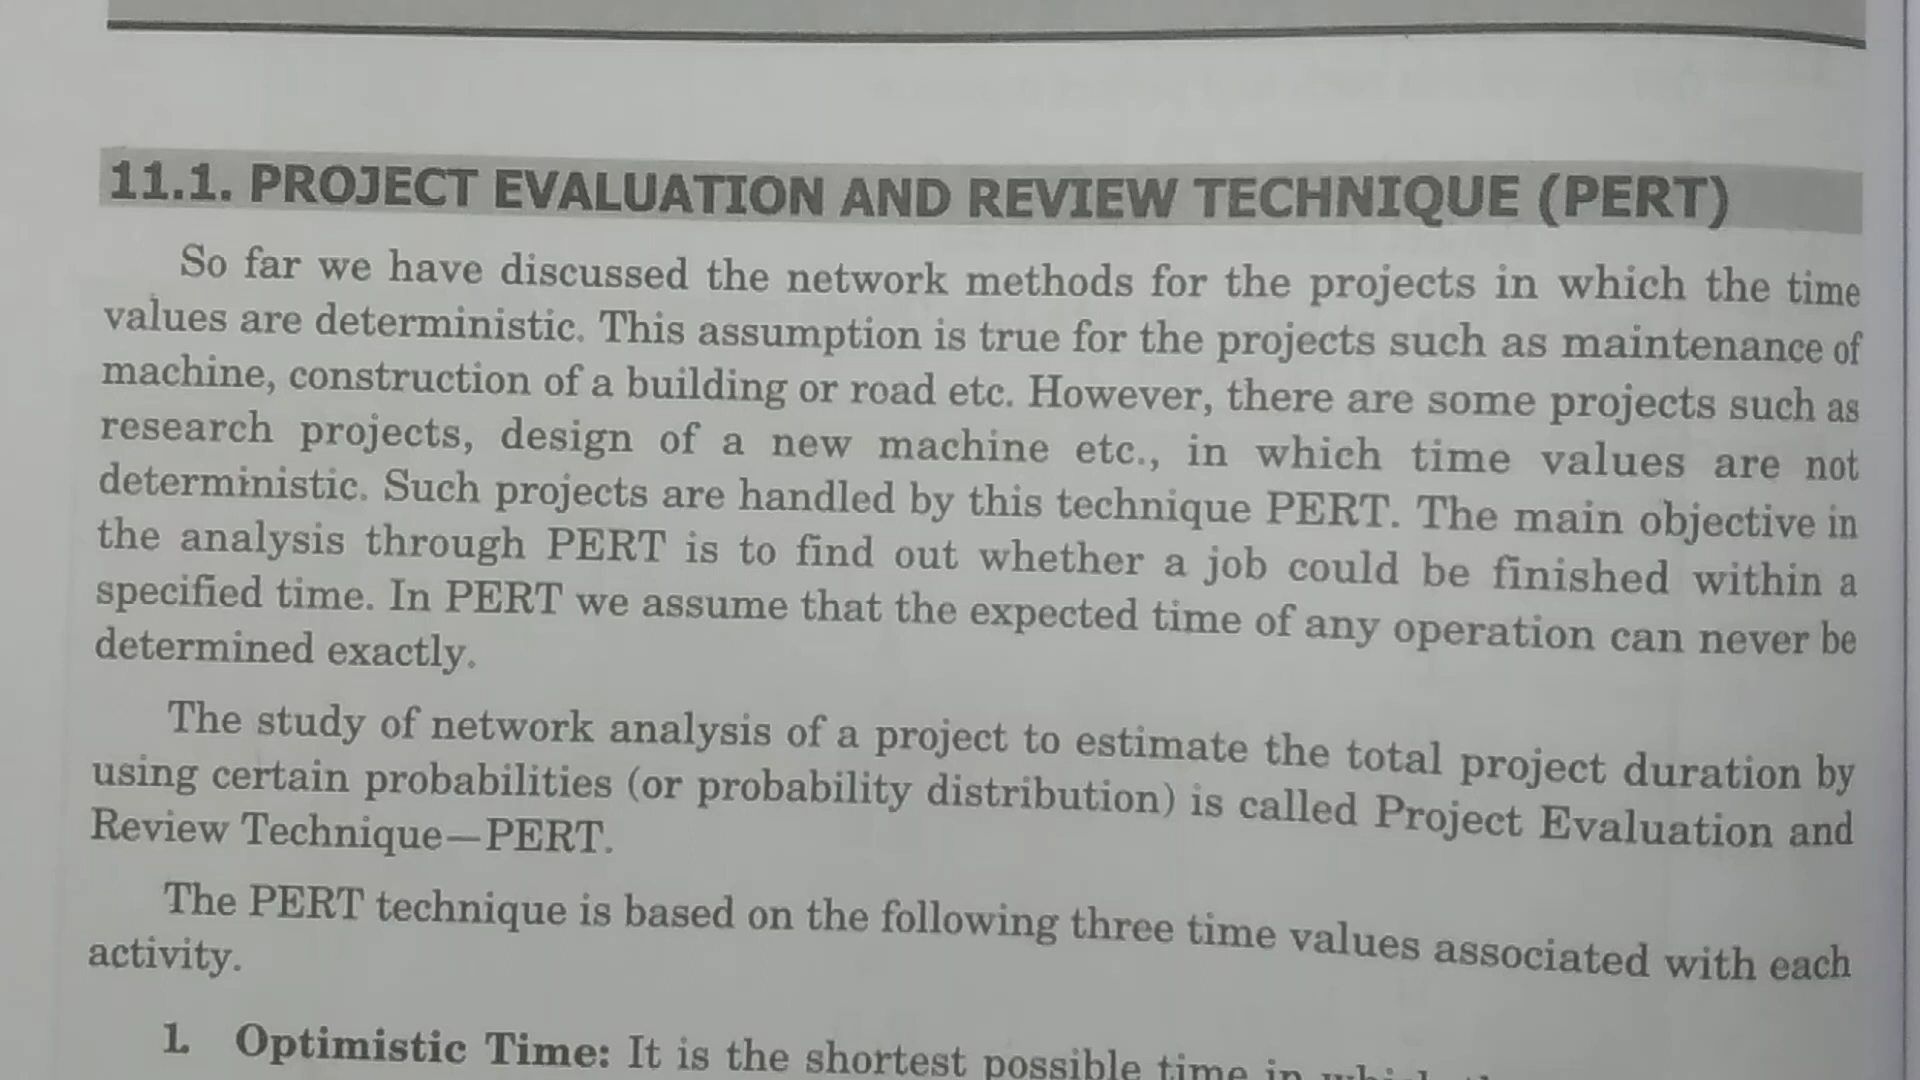 11.1. PROJECT EVALUATION AND REVIEW TECHNIQUE (PERT)
So far we have discussed the network methods for the projects in which the time
values are deterministic. This assumption is true for the projects such as maintenance of
machine, construction of a building or road etc. However, there are some projects such as
research projects, design of a new machine etc., in which time values are not
deterministic. Such projects are handled by this technique PERT. The main objective in
the analysis through PERT is to find out whether a job could be finished within a
specified time. In PERT we assume that the expected time of any operation can never be
determined exactly.
The study of network analysis of a project to estimate the total project duration by
using certain probabilities (or probability distribution) is called Project Evaluation and
Review Technique—PERT.
The PERT technique is based on the following three time values associated with each
activity.
1. Optimistic Time: It is the shortest possible time in which